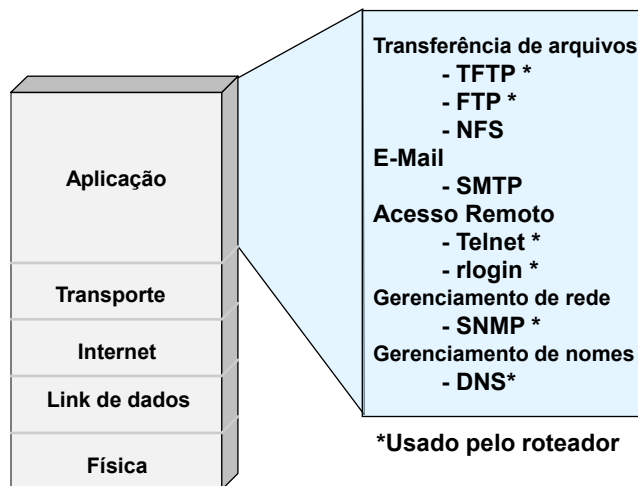 Aplicação
Transporte
Internet
Link de dados
Física
Transferência de arquivos
- TFTP *
- FTP *
- NFS
E-Mail
- SMTP
Acesso Remoto
- Telnet *
- rlogin *
Gerenciamento de rede
- SNMP *
Gerenciamento de nomes
- DNS*
*Usado pelo roteador